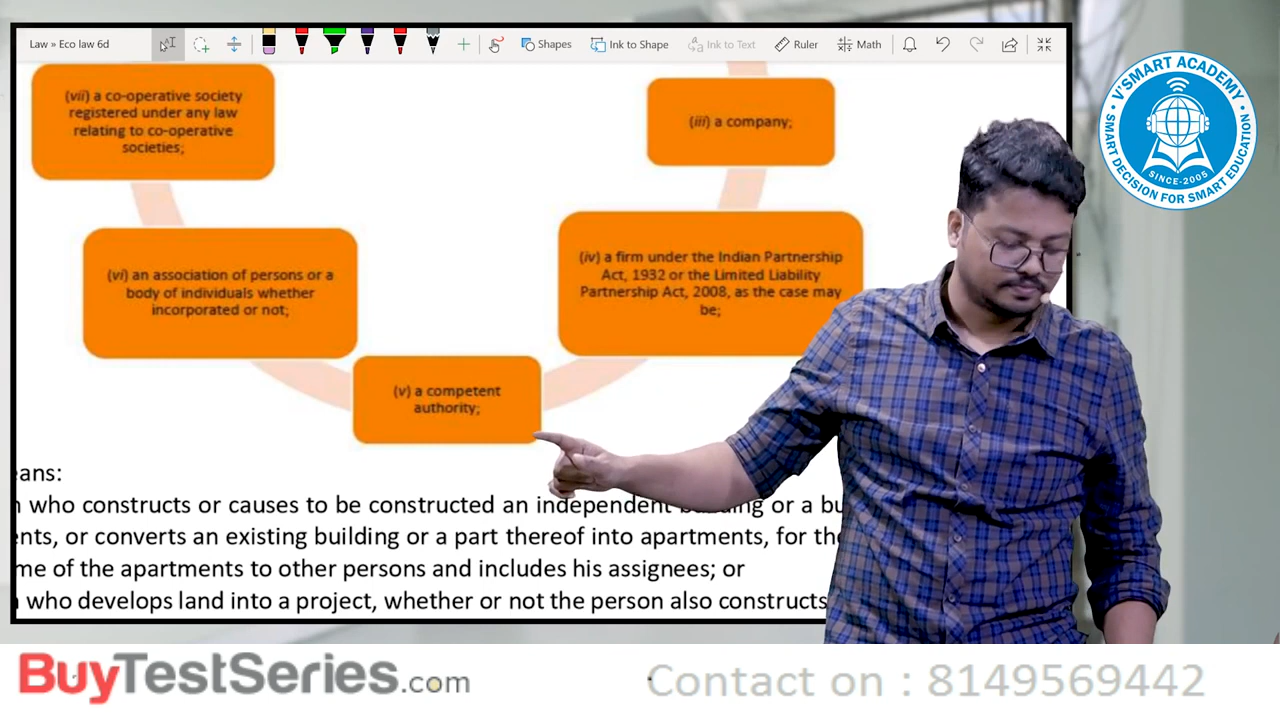 Law » Eco law 6d
Shapes
Ink to Shape
Ink to Text
Ruler
Math
(vii) a co-operative society
registered under any law
relating to co-operative
societies;
(iii) a company;
(vi) an association of persons or a
body of individuals whether
incorporated or not;
(iv) a firm under the Indian Partnership
Act, 1932 or the Limited Liability
Partnership Act, 2008, as the case may
be;
(v) a competent
authority;
eans:
who constructs or causes to be constructed an independent building or a bu
ents, or converts an existing building or a part thereof into apartments, for the
me of the apartments to other persons and includes his assignees; or
who develops land into a project, whether or not the person also constructs
V'SMART ACADEMY
SINCE-2005
SMART DECISION FOR SMART EDUCATION
BuyTestSeries.com
Contact on : 8149569442